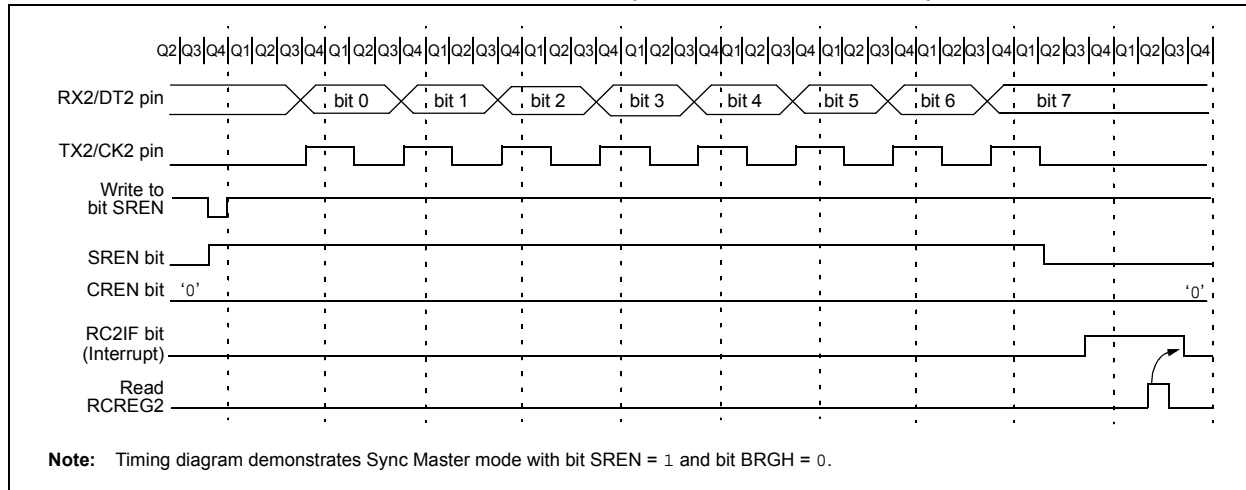 Q2 Q3 Q4 Q1 Q2 Q3 Q4 Q1 Q2 Q3 Q4 Q1 Q2 Q3 Q4 Q1 Q2 Q3 Q4 Q1 Q2 Q3 Q4 Q1 Q2 Q3 Q4 Q1 Q2 Q3 Q4 Q1 Q2 Q3 Q4 Q1 Q2 Q3 Q4 Q1 Q2 Q3 Q4
RX2/DT2 pin bit 0 bit 1 bit 2 bit 3 bit 4 bit 5 bit 6 bit 7
TX2/CK2 pin
Write to
bit SREN
SREN bit
CREN bit ‘0’ ‘0’
RC2IF bit
(Interrupt)
Read
RCREG2
Note: Timing diagram demonstrates Sync Master mode with bit SREN = 1 and bit BRGH = 0.